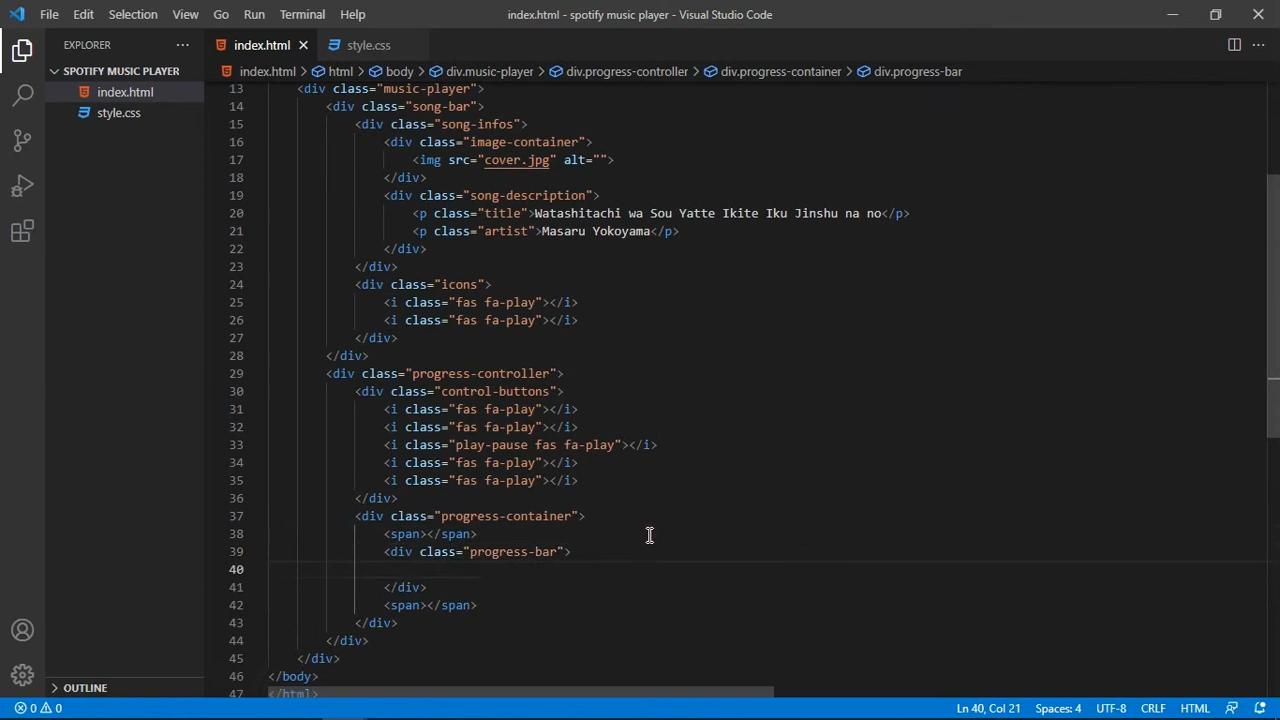 File Edit Selection View Go Run Terminal Help
index.html - spotify music player - Visual Studio Code
EXPLORER
index.html
style.css
SPOTIFY MUSIC PLAYER
index.html
style.css
index.html html body div.music-player div.progress-controller div.progress-container div.progress-bar
13 <div class="music-player">
14 <div class="song-bar">
15 <div class="song-infos">
16 <div class="image-container">
17 <img src="cover.jpg" alt="">
18 </div>
19 <div class="song-description">
20 <p class="title">Watashitachi wa Sou Yatte Ikite Iku Jinshu na no</p>
21 <p class="artist">Masaru Yokoyama</p>
22 </div>
23 </div>
24 <div class="icons">
25 <i class="fas fa-play"></i>
26 <i class="fas fa-play"></i>
27 </div>
28 </div>
29 <div class="progress-controller">
30 <div class="control-buttons">
31 <i class="fas fa-play"></i>
32 <i class="fas fa-play"></i>
33 <i class="play-pause fas fa-play"></i>
34 <i class="fas fa-play"></i>
35 <i class="fas fa-play"></i>
36 </div>
37 <div class="progress-container">
38 <span></span>
39 <div class="progress-bar">
40
41 </div>
42 <span></span>
43 </div>
44 </div>
45 </div>
46 </body>
47 </html>
OUTLINE
0 0
Ln 40, Col 21 Spaces: 4 UTF-8 CRLF HTML